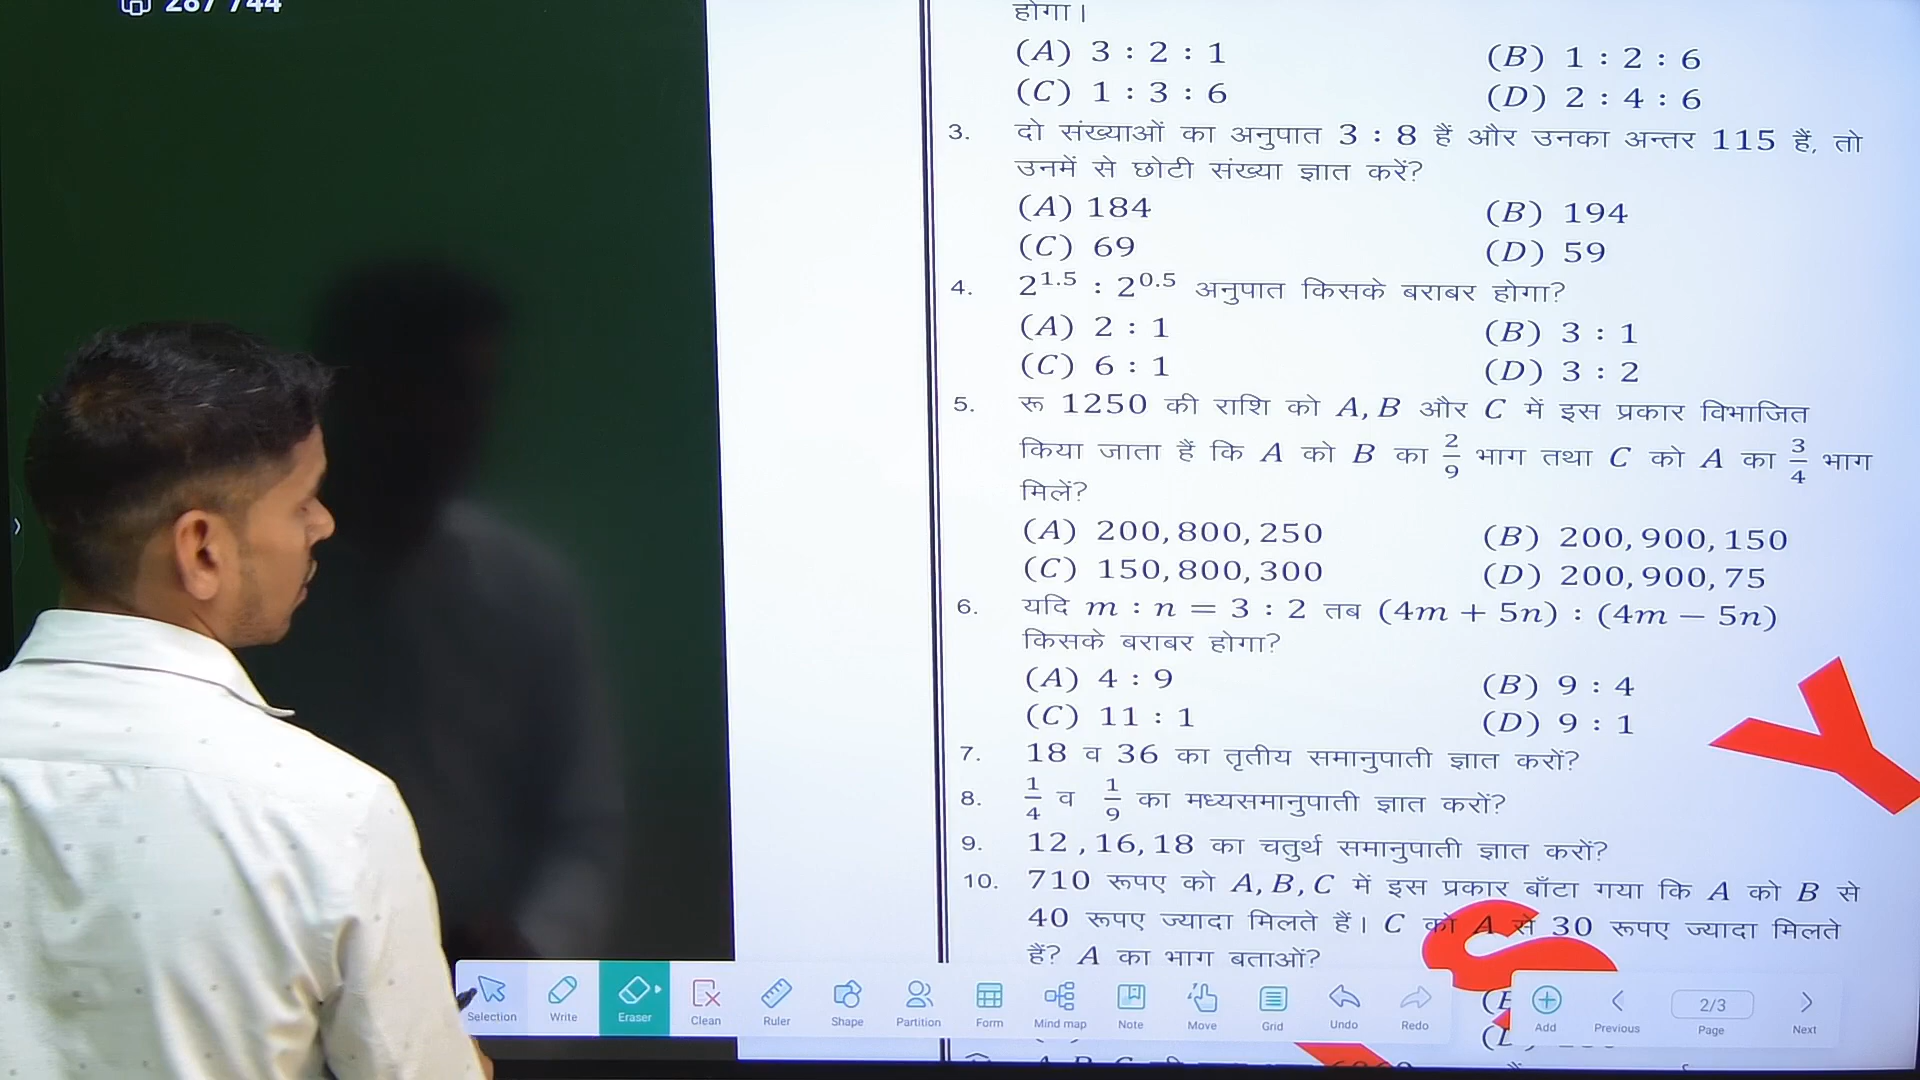 287 744
होगा।
(A) 3 : 2 : 1 (B) 1 : 2 : 6
(C) 1 : 3 : 6 (D) 2 : 4 : 6
3. दो संख्याओं का अनुपात 3 : 8 हैं और उनका अन्तर 115 हैं, तो
उनमें से छोटी संख्या ज्ञात करें?
(A) 184 (B) 194
(C) 69 (D) 59
4. 2^1.5 : 2^0.5 अनुपात किसके बराबर होगा?
(A) 2 : 1 (B) 3 : 1
(C) 6 : 1 (D) 3 : 2
5. रू 1250 की राशि को A, B और C में इस प्रकार विभाजित
किया जाता हैं कि A को B का 2/9 भाग तथा C को A का 3/4 भाग
मिलें?
(A) 200, 800, 250 (B) 200, 900, 150
(C) 150, 800, 300 (D) 200, 900, 75
6. यदि m : n = 3 : 2 तब (4m + 5n) : (4m − 5n)
किसके बराबर होगा?
(A) 4 : 9 (B) 9 : 4
(C) 11 : 1 (D) 9 : 1
7. 18 व 36 का तृतीय समानुपाती ज्ञात करों?
8. 1/4 व 1/9 का मध्यसमानुपाती ज्ञात करों?
9. 12 , 16, 18 का चतुर्थ समानुपाती ज्ञात करों?
10. 710 रूपए को A, B, C में इस प्रकार बाँटा गया कि A को B से
40 रूपए ज्यादा मिलते हैं। C को A से 30 रूपए ज्यादा मिलते
हैं? A का भाग बताओं?
Selection Write Eraser Clean Ruler Shape Partition Form Mind map Note Move Grid Undo Redo Add Previous 2/3 Page Next